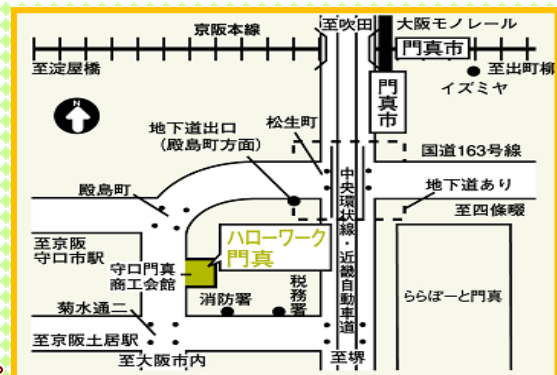 至吹田
大阪モノレール
京阪本線
門真市
至淀屋橋
至出町柳
イズミヤ
門真市
N
松生町
地下道出口
(殿島町方面)
国道163号線
中央環状線・近畿自動車道
殿島町
地下道あり
至四條畷
ハローワーク
門真
至京阪
守口市駅
守口門真
商工会館
税務署
消防署
ららぽーと門真
菊水通二
至京阪土居駅
至大阪市内
至堺